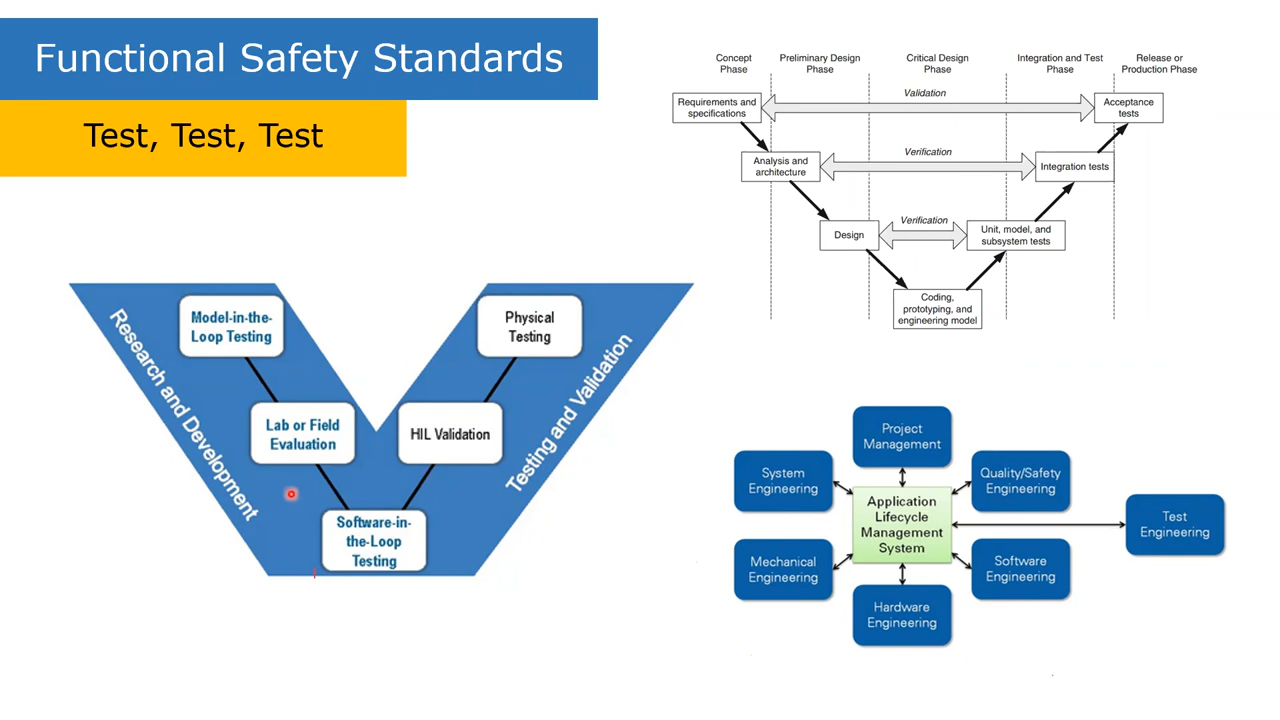 Functional Safety Standards
Test, Test, Test
Concept
Phase
Preliminary Design
Phase
Critical Design
Phase
Integration and Test
Phase
Release or
Production Phase
Validation
Requirements and
specifications
Acceptance
tests
Verification
Analysis and
architecture
Integration tests
Verification
Design
Unit, model, and
subsystem tests
Coding,
prototyping, and
engineering model
Research and Development
Model-in-the-
Loop Testing
Lab or Field
Evaluation
Software-in-
the-Loop
Testing
HIL Validation
Physical
Testing
Testing and Validation
Project
Management
System
Engineering
Quality/Safety
Engineering
Application
Lifecycle
Management
System
Test
Engineering
Mechanical
Engineering
Software
Engineering
Hardware
Engineering